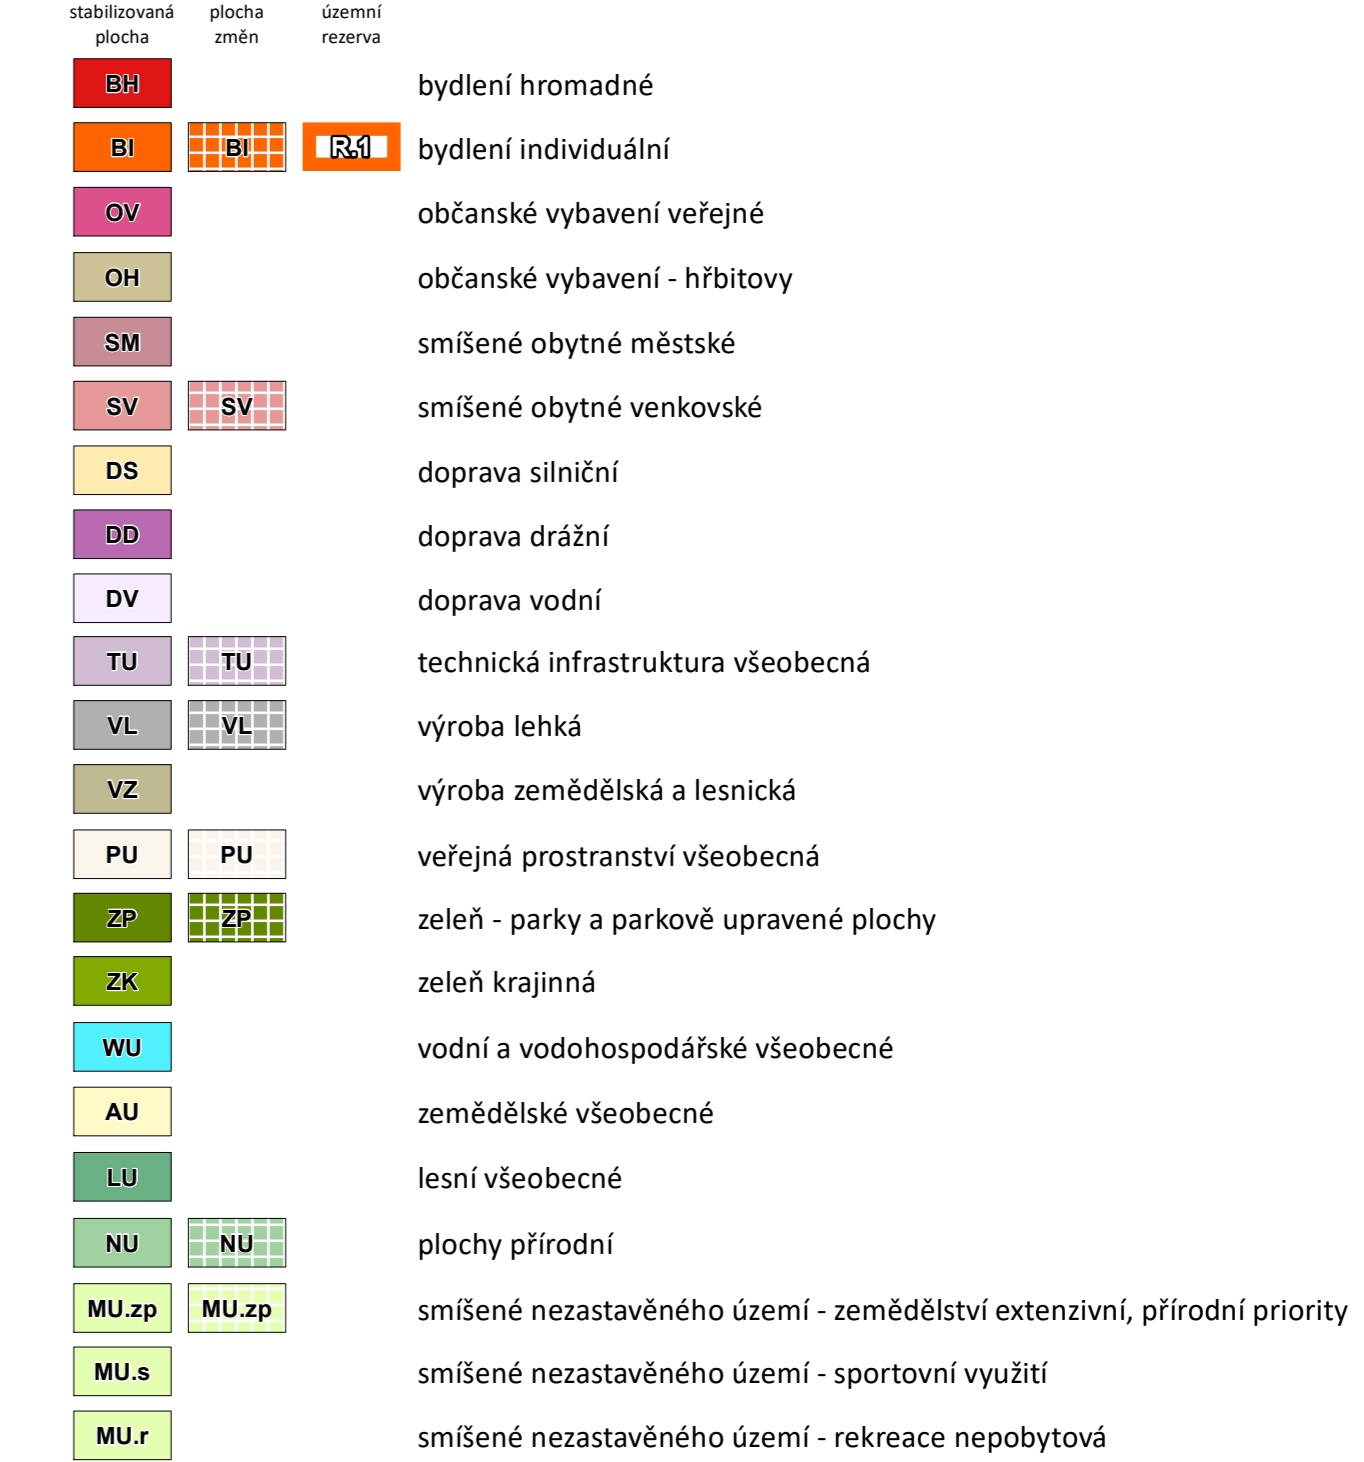 stabilizovaná plocha územní
plocha změn rezerva
BH bydlení hromadné
BI BI R.1 bydlení individuální
OV občanské vybavení veřejné
OH občanské vybavení - hřbitovy
SM smíšené obytné městské
SV SV smíšené obytné venkovské
DS doprava silniční
DD doprava drážní
DV doprava vodní
TU TU technická infrastruktura všeobecná
VL VL výroba lehká
VZ výroba zemědělská a lesnická
PU PU veřejná prostranství všeobecná
ZP ZP zeleň - parky a parkově upravené plochy
ZK zeleň krajinná
WU vodní a vodohospodářské všeobecné
AU zemědělské všeobecné
LU lesní všeobecné
NU NU plochy přírodní
MU.zp MU.zp smíšené nezastavěného území - zemědělství extenzivní, přírodní priority
MU.s smíšené nezastavěného území - sportovní využití
MU.r smíšené nezastavěného území - rekreace nepobytová